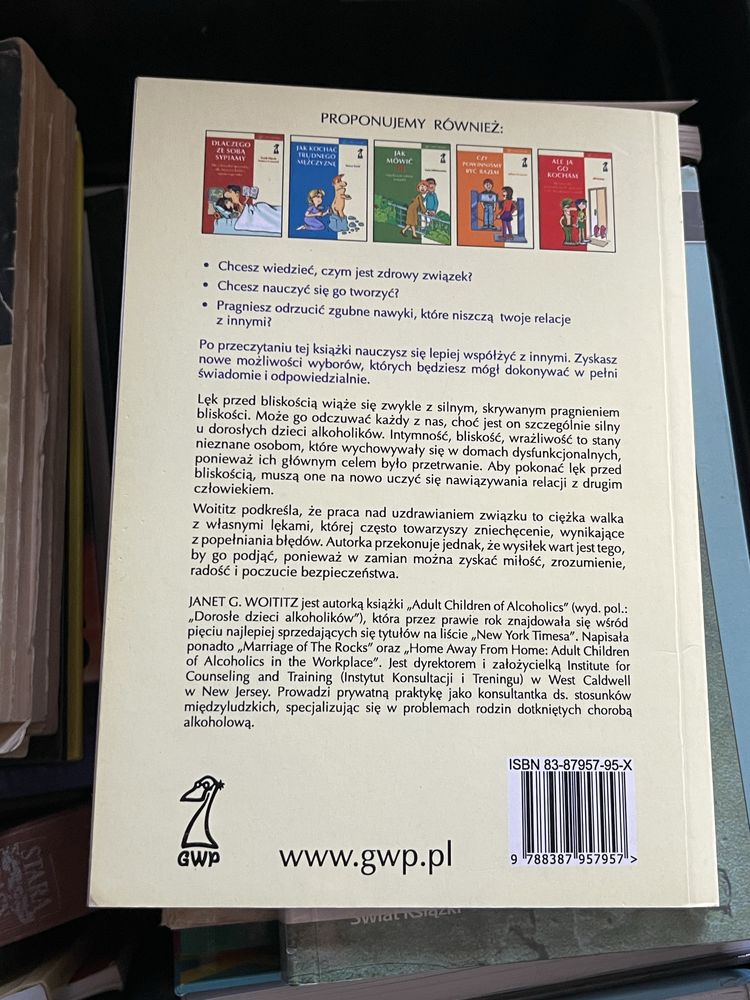 PROPONUJEMY RÓWNIEŻ:
DLACZEGO
ZE SOBĄ
SYPIAMY
JAK KOCHAĆ
TRUDNEGO
MĘŻCZYZNĘ
JAK
MÓWIĆ
CZY
POWINNIŚMY
BYĆ RAZEM
ALE JA
GO
KOCHAM
• Chcesz wiedzieć, czym jest zdrowy związek?
• Chcesz nauczyć się go tworzyć?
• Pragniesz odrzucić zgubne nawyki, które niszczą twoje relacje
z innymi?
Po przeczytaniu tej książki nauczysz się lepiej współżyć z innymi. Zyskasz
nowe możliwości wyborów, których będziesz mógł dokonywać w pełni
świadomie i odpowiedzialnie.
Lęk przed bliskością wiąże się zwykle z silnym, skrywanym pragnieniem
bliskości. Może go odczuwać każdy z nas, choć jest on szczególnie silny
u dorosłych dzieci alkoholików. Intymność, bliskość, wrażliwość to stany
nieznane osobom, które wychowywały się w domach dysfunkcjonalnych,
ponieważ ich głównym celem było przetrwanie. Aby pokonać lęk przed
bliskością, muszą one na nowo uczyć się nawiązywania relacji z drugim
człowiekiem.
Woititz podkreśla, że praca nad uzdrawianiem związku to ciężka walka
z własnymi lękami, której często towarzyszy zniechęcenie, wynikające
z popełniania błędów. Autorka przekonuje jednak, że wysiłek wart jest tego,
by go podjąć, ponieważ w zamian można zyskać miłość, zrozumienie,
radość i poczucie bezpieczeństwa.
JANET G. WOITITZ jest autorką książki „Adult Children of Alcoholics" (wyd. pol.:
„Dorosłe dzieci alkoholików"), która przez prawie rok znajdowała się wśród
pięciu najlepiej sprzedających się tytułów na liście „New York Timesa". Napisała
ponadto „Marriage of The Rocks" oraz „Home Away From Home: Adult Children
of Alcoholics in the Workplace". Jest dyrektorem i założycielką Institute for
Counseling and Training (Instytut Konsultacji i Treningu) w West Caldwell
w New Jersey. Prowadzi prywatną praktykę jako konsultantka ds. stosunków
międzyludzkich, specjalizując się w problemach rodzin dotkniętych chorobą
alkoholową.
ISBN 83-87957-95-X
GWP
www.gwp.pl
9 788387 957957 >
STARA
Świat Książki